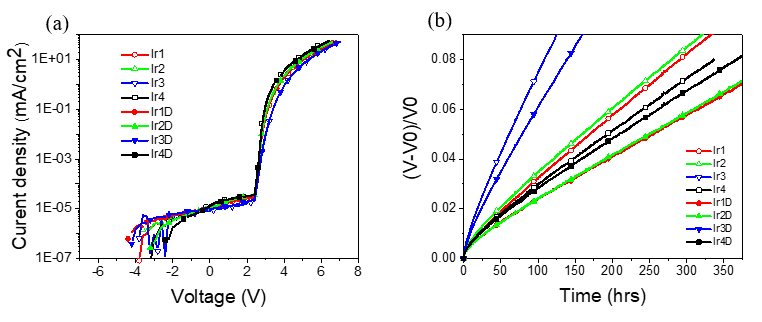 (a)
Curent density (mA/cm²)
1E+01
1E-01
1E-03
1E-05
1E-07
Ir1
Ir2
Ir3
Ir4
Ir1D
Ir2D
Ir3D
Ir4D
-6 -4 -2 0 2 4 6 8
Voltage (V)
(b)
(V-V0)/V0
0.08
0.06
0.04
0.02
0.00
Ir1
Ir2
Ir3
Ir4
Ir1D
Ir2D
Ir3D
Ir4D
0 50 100 150 200 250 300 350
Time (hrs)